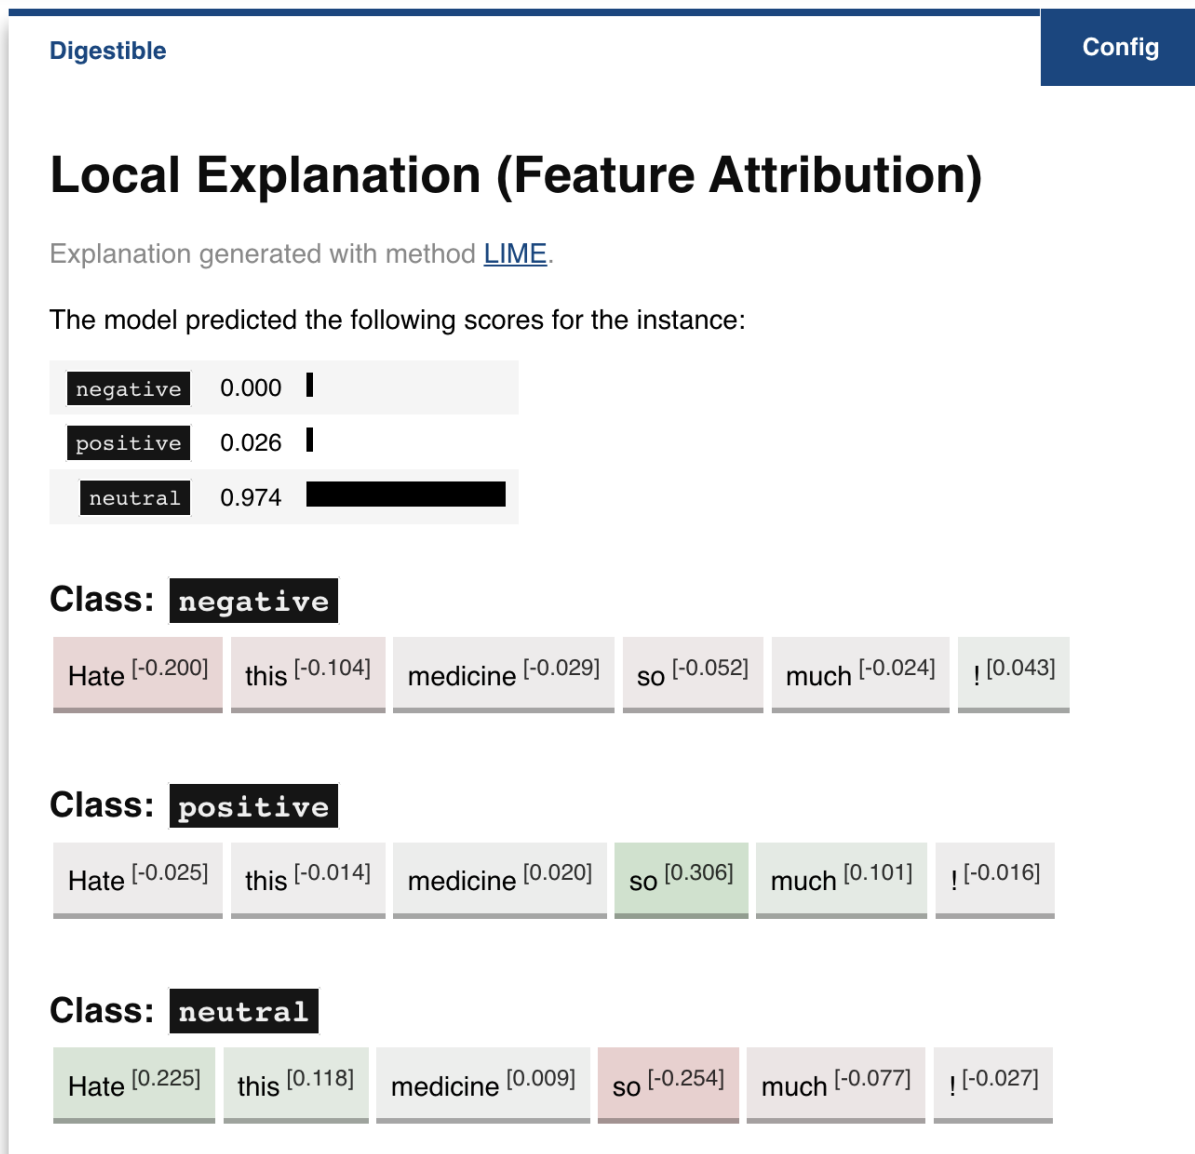 Digestible
Config
Local Explanation (Feature Attribution)
Explanation generated with method LIME.
The model predicted the following scores for the instance:
negative 0.000
positive 0.026
neutral 0.974
Class: negative
Hate [-0.200] this [-0.104] medicine [-0.029] so [-0.052] much [-0.024] ! [0.043]
Class: positive
Hate [-0.025] this [-0.014] medicine [0.020] so [0.306] much [0.101] ! [-0.016]
Class: neutral
Hate [0.225] this [0.118] medicine [0.009] so [-0.254] much [-0.077] ! [-0.027]